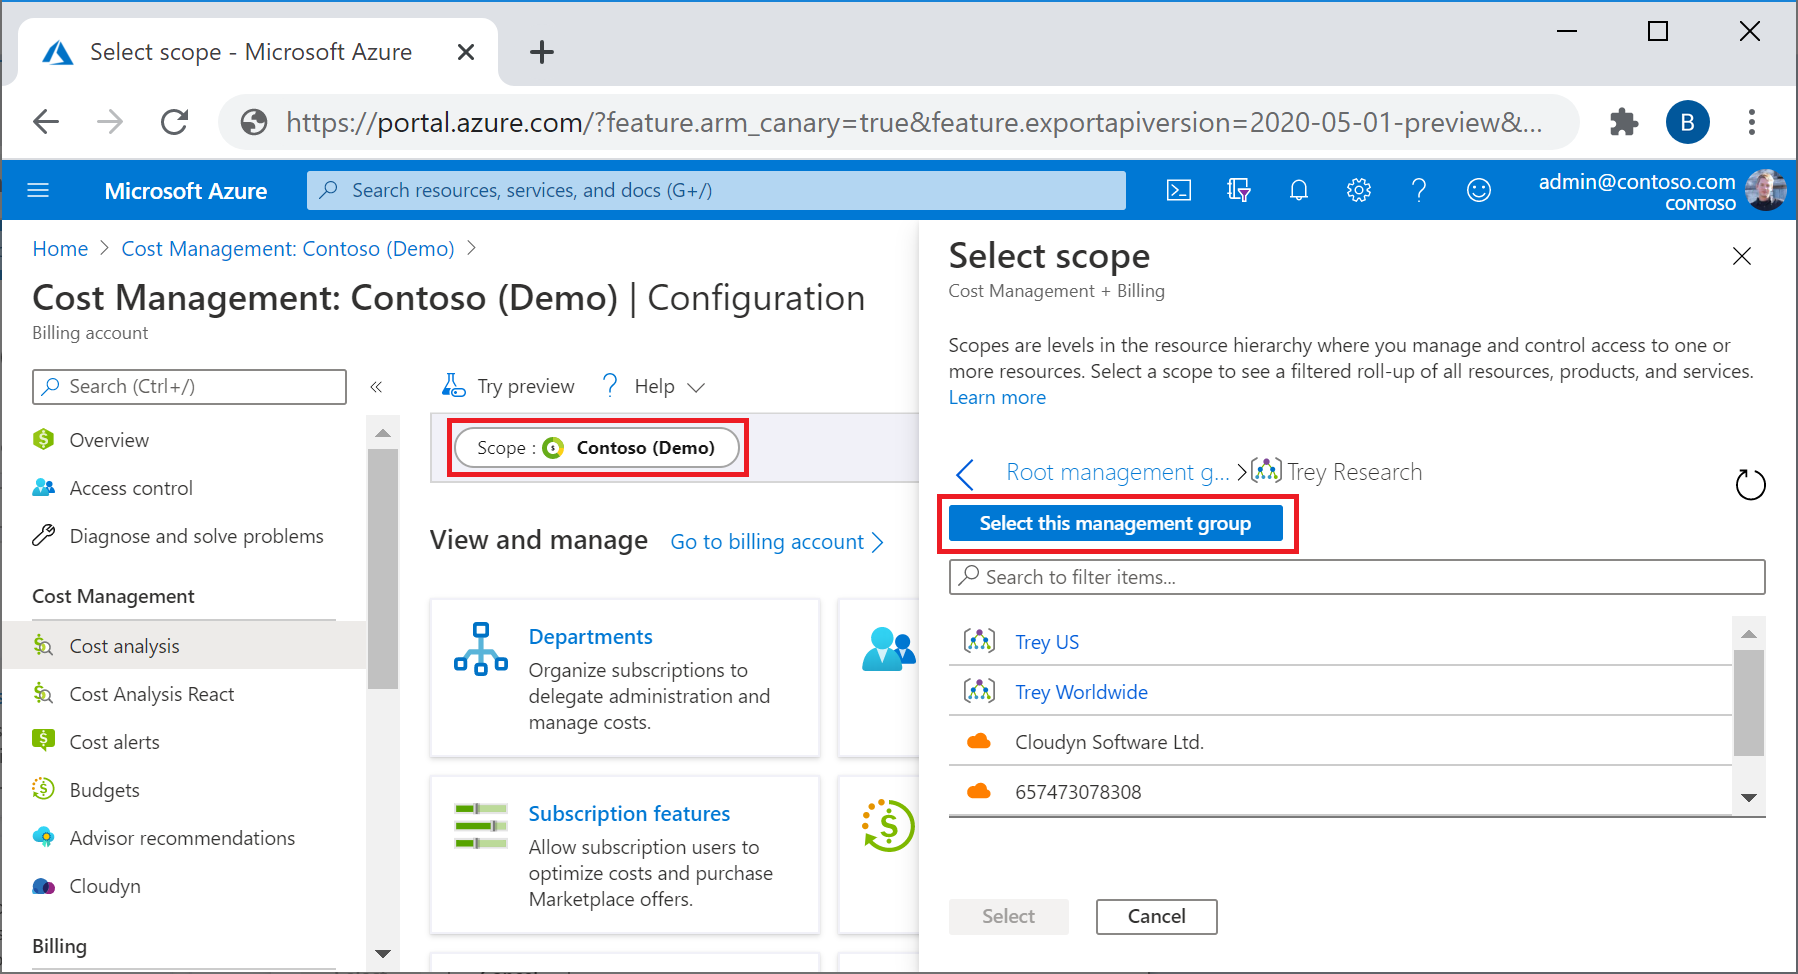 Select scope - Microsoft Azure
https://portal.azure.com/?feature.arm_canary=true&feature.exportapiversion=2020-05-01-preview&...
B
Microsoft Azure
Search resources, services, and docs (G+/)
admin@contoso.com
CONTOSO
Home > Cost Management: Contoso (Demo) >
Cost Management: Contoso (Demo) | Configuration
Billing account
Search (Ctrl+/)
«
Overview
Access control
Diagnose and solve problems
Cost Management
Cost analysis
Cost Analysis React
Cost alerts
Budgets
Advisor recommendations
Cloudyn
Billing
Try preview
? Help
Scope : Contoso (Demo)
View and manage
Go to billing account >
Departments
Organize subscriptions to
delegate administration and
manage costs.
Subscription features
Allow subscription users to
optimize costs and purchase
Marketplace offers.
Select scope
Cost Management + Billing
Scopes are levels in the resource hierarchy where you manage and control access to one or
more resources. Select a scope to see a filtered roll-up of all resources, products, and services.
Learn more
Root management g... > Trey Research
Select this management group
Search to filter items...
Trey US
Trey Worldwide
Cloudyn Software Ltd.
657473078308
Select
Cancel